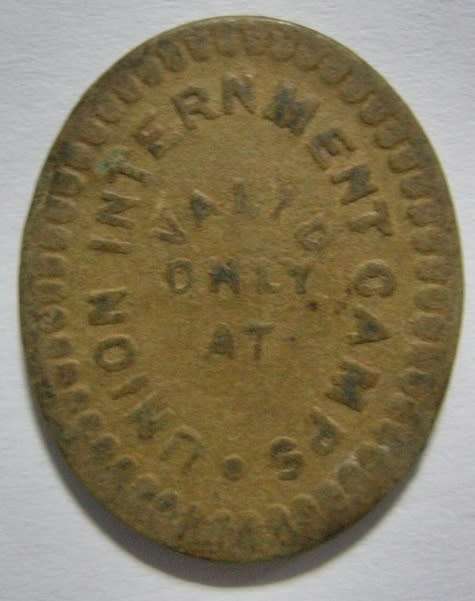 UNION INTERNMENT CAMPS •
VALID
ONLY
AT